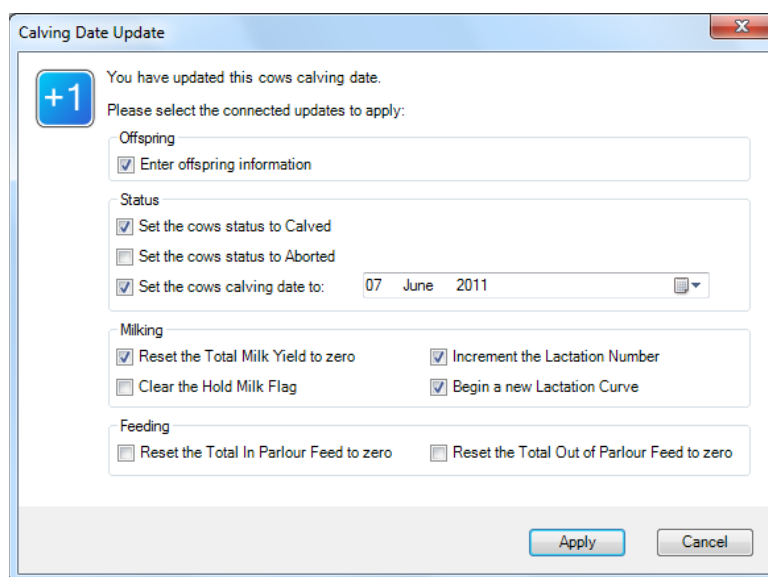 Calving Date Update
+1
You have updated this cows calving date.
Please select the connected updates to apply:
Offspring
Enter offspring information
Status
Set the cows status to Calved
Set the cows status to Aborted
Set the cows calving date to: 07 June 2011
Milking
Reset the Total Milk Yield to zero Increment the Lactation Number
Clear the Hold Milk Flag Begin a new Lactation Curve
Feeding
Reset the Total In Parlour Feed to zero Reset the Total Out of Parlour Feed to zero
Apply Cancel